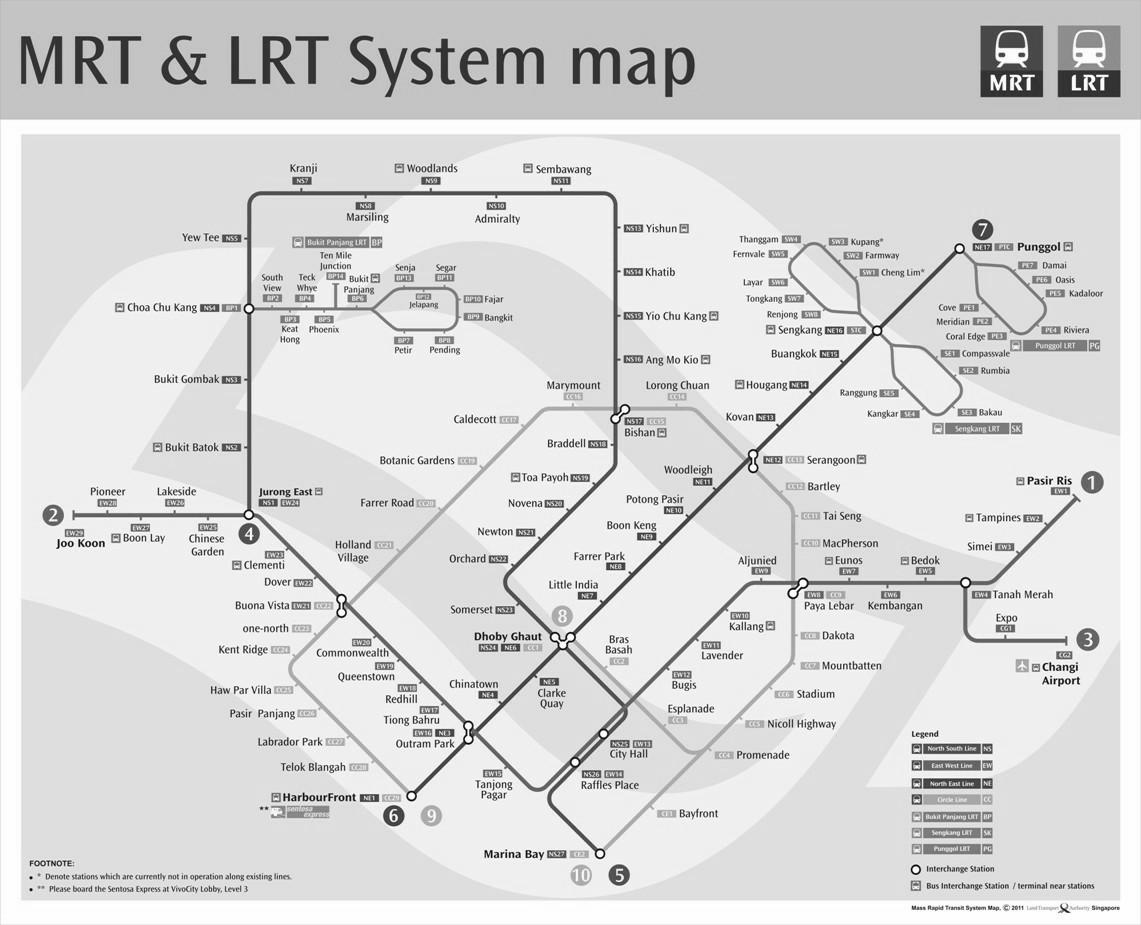 MRT & LRT System map
MRT
LRT
Kranji
NS7
Woodlands
NS9
Sembawang
NS11
NS8
Marsiling
NS10
Admiralty
Yew Tee NS5
Bukit Panjang LRT BP
NS13 Yishun
Thanggam SW4
SW3 Kupang*
Fernvale SW5
SW2 Farmway
SW1 Cheng Lim*
Layar SW6
Tongkang SW7
Renjong SW8
7
NE17 PTC Punggol
PE7 Damai
PE6 Oasis
PE5 Kadaloor
Cove PE1
Meridian PE2
Coral Edge PE3
PE4 Riviera
Punggol LRT PG
Ten Mile
Junction
BP14
South
View
BP2
Teck
Whye
BP4
Bukit
Panjang
BP6
Senja
BP13
Segar
BP11
BP12
Jelapang
BP10 Fajar
BP9 Bangkit
Choa Chu Kang NS4 BP1
BP3
Keat
Hong
BP5
Phoenix
BP7
Petir
BP8
Pending
NS14 Khatib
NS15 Yio Chu Kang
NS16 Ang Mo Kio
Sengkang NE16 STC
Buangkok NE15
Hougang NE14
Kovan NE13
SE1 Compassvale
SE2 Rumbia
Ranggung SE5
Kangkar SE4
SE3 Bakau
Sengkang LRT SK
Bukit Gombak NS3
Bukit Batok NS2
Marymount
CC16
Lorong Chuan
CC14
Caldecott CC17
NS17 CC15
Bishan
Braddell NS18
Botanic Gardens CC19
Toa Payoh NS19
Woodleigh
NE11
NE12 CC13 Serangoon
CC12 Bartley
Farrer Road CC20
Novena NS20
Potong Pasir
NE10
CC11 Tai Seng
Pasir Ris
EW1
1
Pioneer
EW28
Lakeside
EW26
Jurong East
NS1 EW24
2
EW29
Joo Koon
EW27
Boon Lay
EW25
Chinese
Garden
4
EW23
Clementi
Dover EW22
Holland
Village
CC21
Newton NS21
Boon Keng
NE9
CC10 MacPherson
Tampines EW2
Simei EW3
Orchard NS22
Farrer Park
NE8
Aljunied
EW9
Eunos
EW7
Bedok
EW5
Little India
NE7
EW8 CC9
Paya Lebar
EW6
Kembangan
EW4 Tanah Merah
Buona Vista EW21 CC22
Somerset NS23
8
EW10
Kallang
Expo
CG1
one-north CC23
Dhoby Ghaut
NS24 NE6 CC1
Bras
Basah
CC2
EW11
Lavender
CC8 Dakota
3
CG2
Changi
Airport
Kent Ridge CC24
EW20
Commonwealth
EW19
Queenstown
EW18
Redhill
EW17
Tiong Bahru
EW16 NE3
Outram Park
Chinatown
NE4
NE5
Clarke
Quay
EW12
Bugis
CC7 Mountbatten
Haw Par Villa CC25
Esplanade
CC3
CC6 Stadium
Pasir Panjang CC26
CC5 Nicoll Highway
Labrador Park CC27
NS25 EW13
City Hall
CC4 Promenade
Telok Blangah CC28
EW15
Tanjong
Pagar
NS26 EW14
Raffles Place
HarbourFront NE1 CC29
** sentosa
express
6
9
CE1 Bayfront
Marina Bay NS27 CE2
10
5
Legend
North South Line NS
East West Line EW
North East Line NE
Circle Line CC
Bukit Panjang LRT BP
Sengkang LRT SK
Punggol LRT PG
Interchange Station
Bus Interchange Station / terminal near stations
FOOTNOTE:
• * Denote stations which are currently not in operation along existing lines.
• ** Please board the Sentosa Express at VivoCity Lobby, Level 3
Mass Rapid Transit System Map, © 2011 Land Transport Authority Singapore